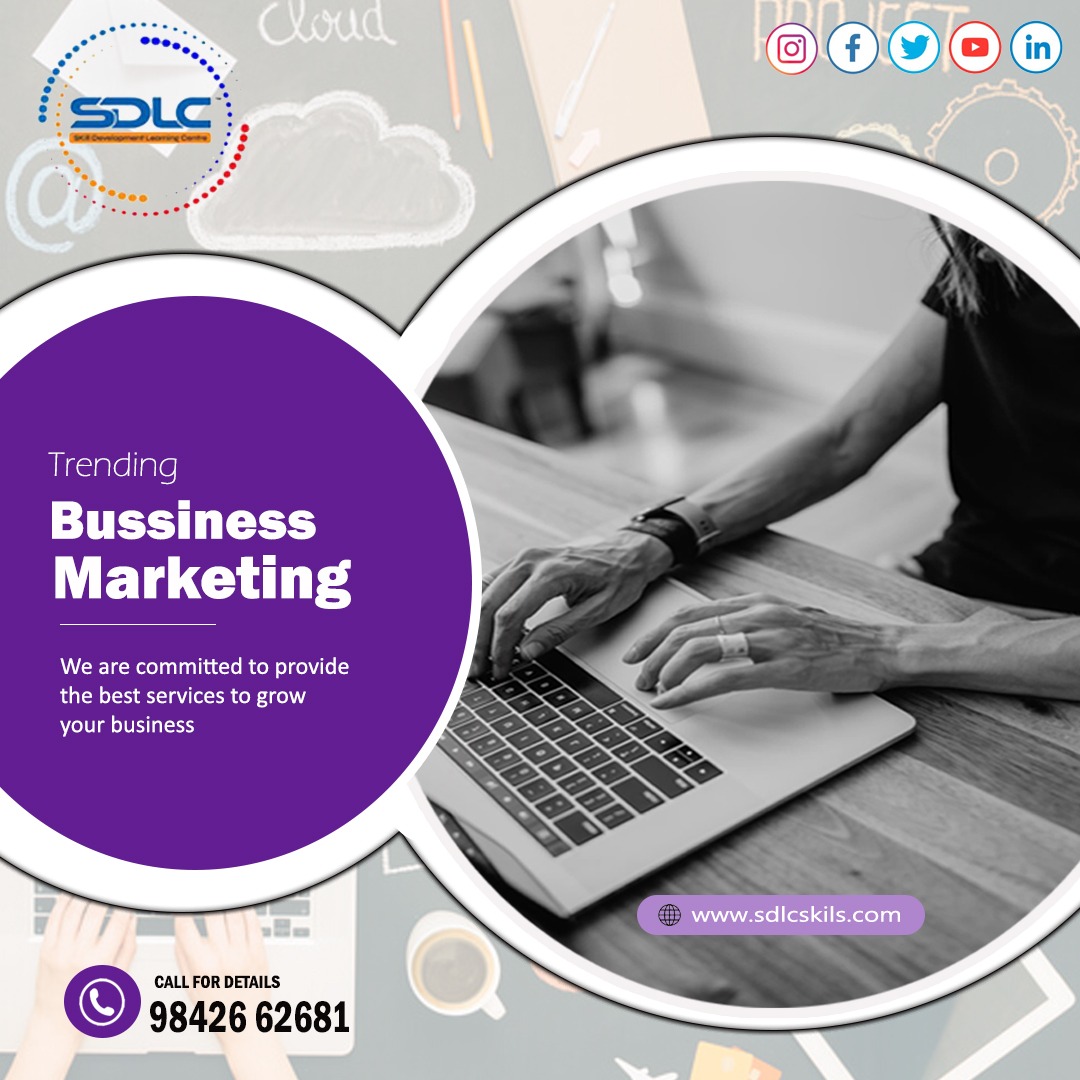 Cloud
PROJECT
SDLC
Skill Development Learning Centre
@
Trending
Bussiness
Marketing
We are committed to provide
the best services to grow
your business
www.sdlcskils.com
CALL FOR DETAILS
98426 62681